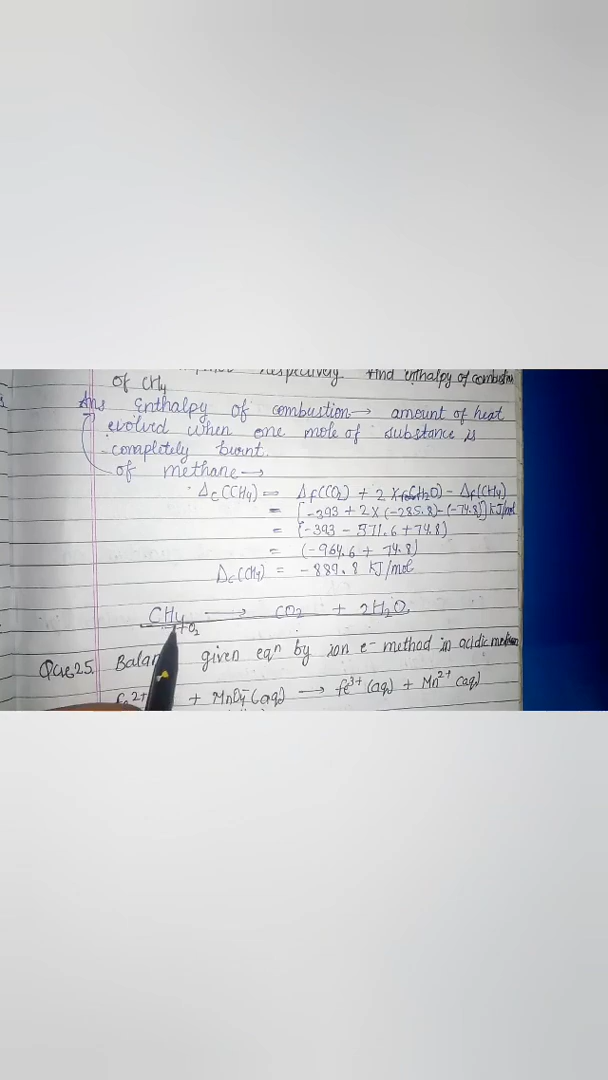 respectively. Find enthalpy of combustion
of CH4
Ans Enthalpy of combustion→ amount of heat
evolved when one mole of substance is
completely burnt.
of methane→
Δc(CH4) = Δf(CO2) + 2 × Δf(H2O) - Δf(CH4)
= [-393 + 2 × (-285.8) - (-74.8)] KJ/mol
= (-393 - 571.6 + 74.8)
= (-964.6 + 74.8)
Δc(CH4) = -889.8 KJ/mol
CH4 → CO2 + 2H2O
+O2
Que25. given eqn by ion e- method in acidic medium
+ MnO4-(aq) → fe3+ (aq) + Mn2+ (aq)